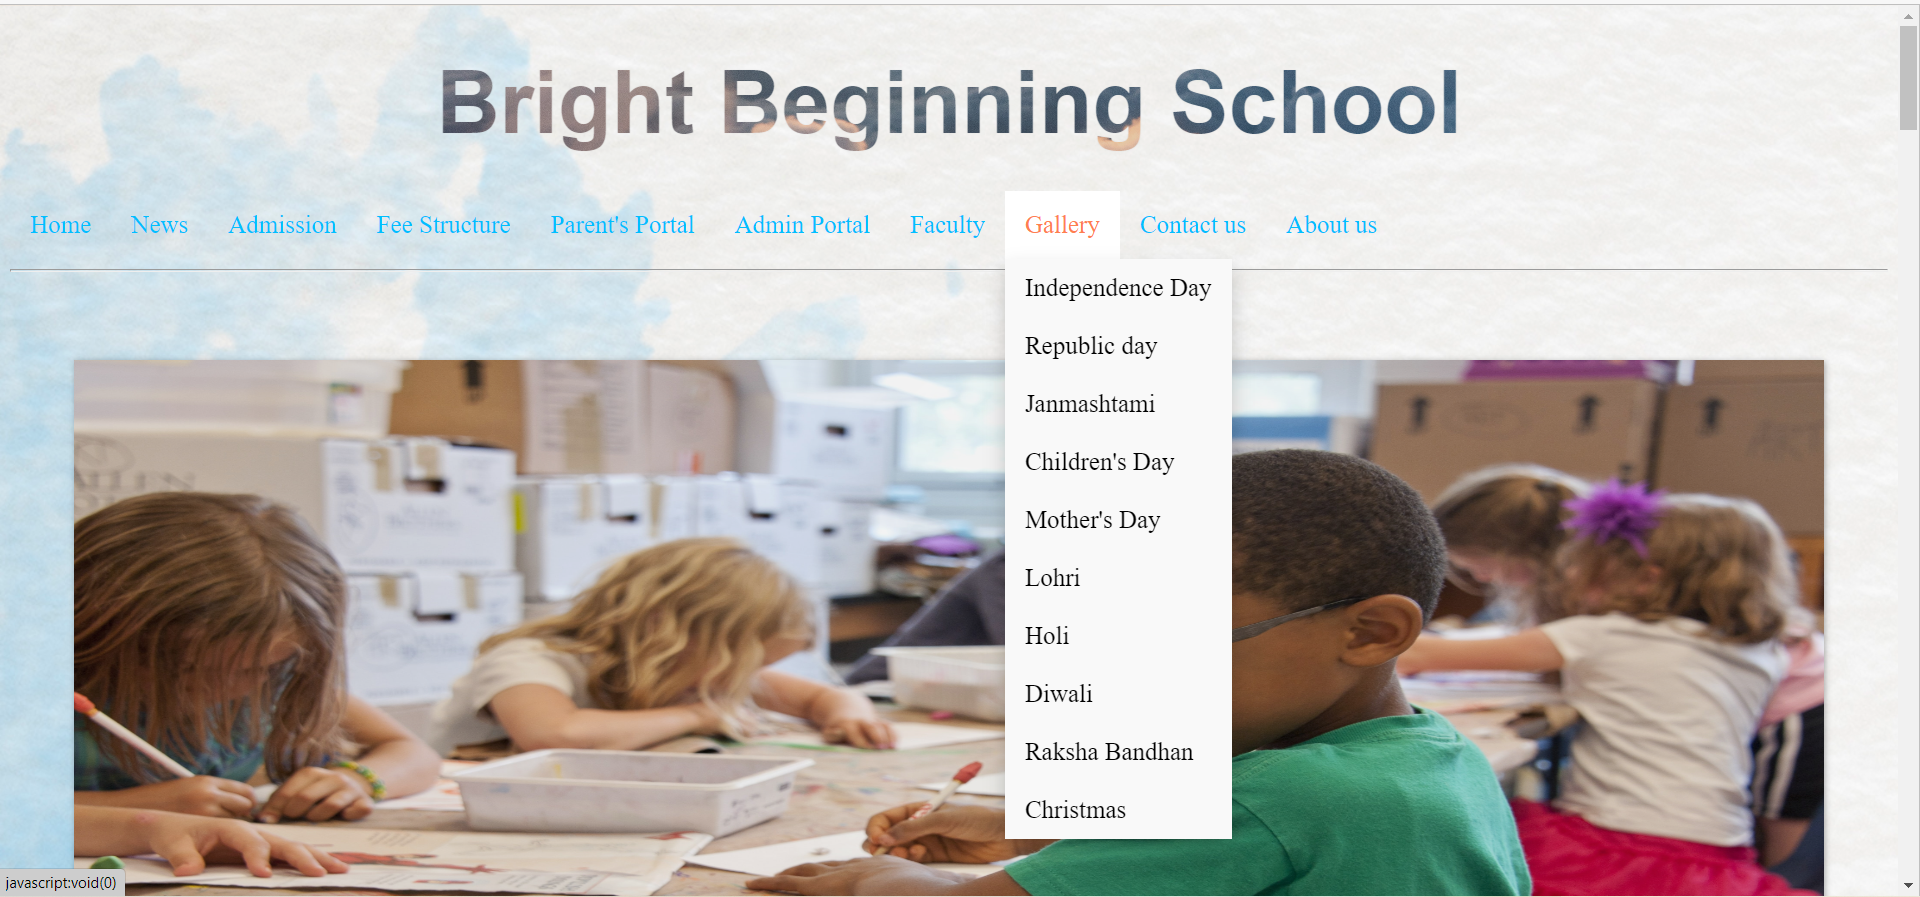 Bright Beginning School
Home News Admission Fee Structure Parent's Portal Admin Portal Faculty Gallery Contact us About us
Independence Day
Republic day
Janmashtami
Children's Day
Mother's Day
Lohri
Holi
Diwali
Raksha Bandhan
Christmas
javascript:void(0)